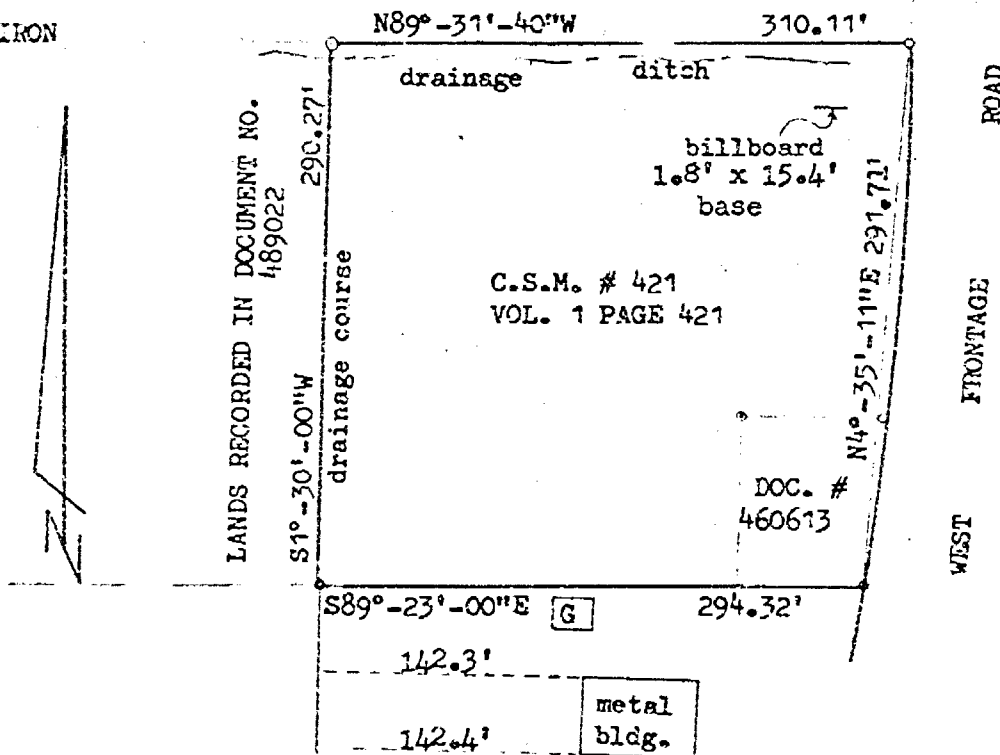 IRON
N89°-31'-40"W 310.11'
drainage ditch
ROAD
billboard
1.8' x 15.4'
base
LANDS RECORDED IN DOCUMENT NO.
489022
290.27'
S1°-30'-00"W
drainage course
C.S.M. # 421
VOL. 1 PAGE 421
N4°-35'-11"E 291.71'
FRONTAGE
DOC. #
460613
WEST
N
S89°-23'-00"E G 294.32'
142.3'
metal
bldg.
142.4'